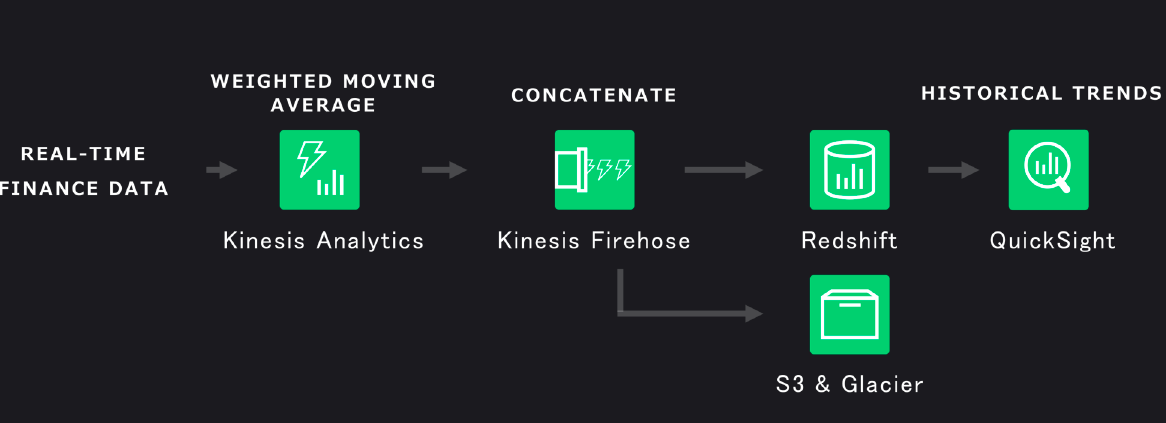 WEIGHTED MOVING
AVERAGE
CONCATENATE
HISTORICAL TRENDS
REAL-TIME
FINANCE DATA
Kinesis Analytics
Kinesis Firehose
Redshift
QuickSight
S3 & Glacier